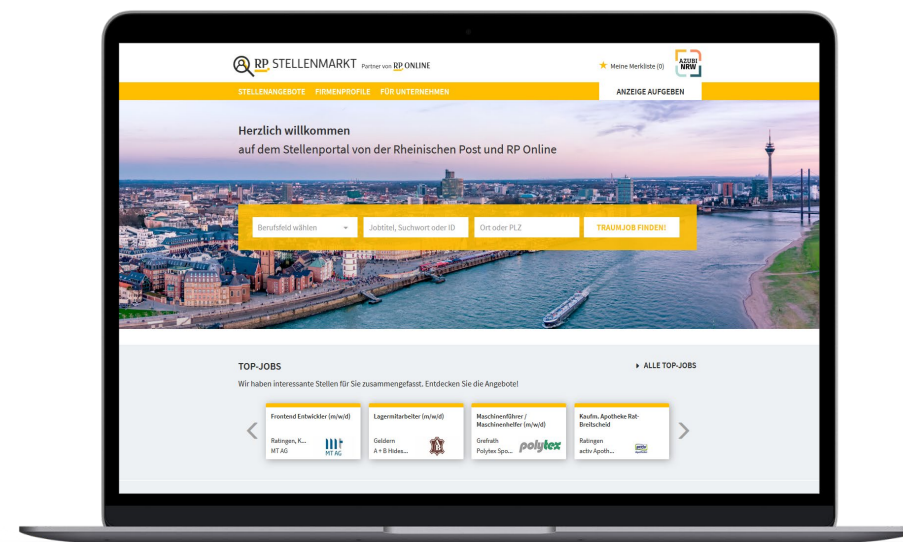 RP STELLENMARKT Partner von RP ONLINE
Meine Merkliste (0)
AZUBI
NRW
STELLENANGEBOTE FIRMENPROFILE FÜR UNTERNEHMEN
ANZEIGE AUFGEBEN
Herzlich willkommen
auf dem Stellenportal von der Rheinischen Post und RP Online
Berufsfeld wählen
Jobtitel, Suchwort oder ID
Ort oder PLZ
TRAUMJOB FINDEN!
TOP-JOBS
ALLE TOP-JOBS
Wir haben interessante Stellen für Sie zusammengefasst. Entdecken Sie die Angebote!
Frontend Entwickler (m/w/d)
Ratingen, K...
MT AG
MT AG
Lagermitarbeiter (m/w/d)
Geldern
A + B Hides...
Maschinenführer /
Maschinenhelfer (m/w/d)
Grefrath
Polytex Spo...
polytex
Kaufm. Apotheke Rat-
Breitscheid
Ratingen
activ Apoth...